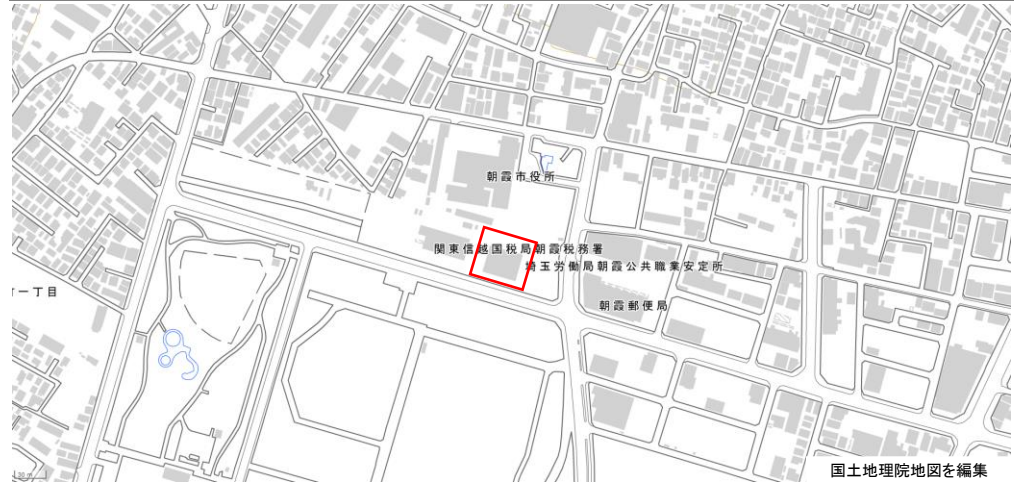 朝霞市役所
関東信越国税局朝霞税務署
埼玉労働局朝霞公共職業安定所
一丁目
朝霞郵便局
国土地理院地図を編集